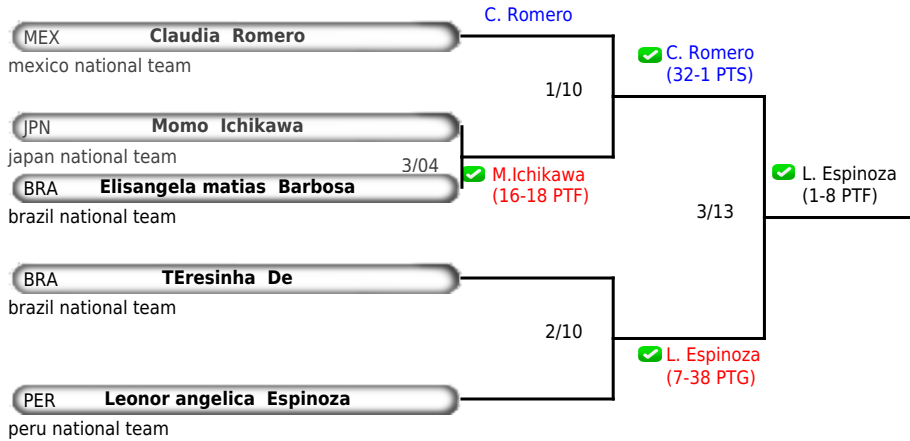 C. Romero
MEX Claudia Romero
mexico national team
C. Romero
(32-1 PTS)
1/10
JPN Momo Ichikawa
japan national team
3/04
M.Ichikawa
(16-18 PTF)
BRA Elisangela matias Barbosa
brazil national team
L. Espinoza
(1-8 PTF)
3/13
BRA TEresinha De
brazil national team
2/10
L. Espinoza
(7-38 PTG)
PER Leonor angelica Espinoza
peru national team